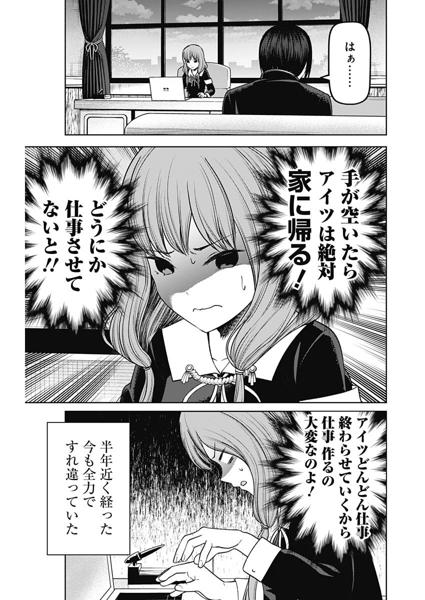 はぁ……
手が空いたら
アイツは絶対
家に帰る！
どうにか
仕事させて
ないと!!
アイツどんどん仕事
終わらせていくから
仕事 作るの
大変なのよ！
半年近く経った
今も全力で
すれ違っていた